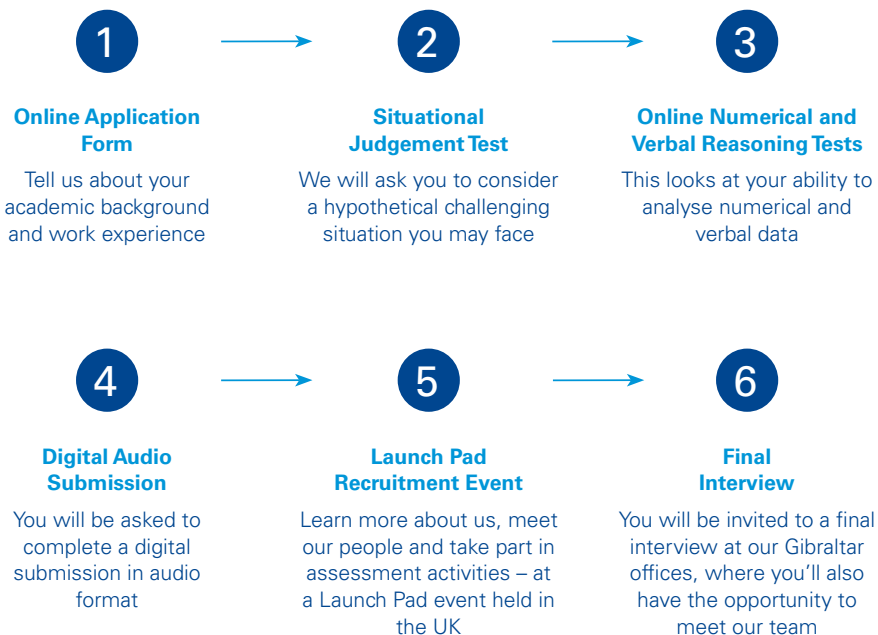 1
Online Application
Form
Tell us about your
academic background
and work experience
2
Situational
Judgement Test
We will ask you to consider
a hypothetical challenging
situation you may face
3
Online Numerical and
Verbal Reasoning Tests
This looks at your ability to
analyse numerical and
verbal data
4
Digital Audio
Submission
You will be asked to
complete a digital
submission in audio
format
5
Launch Pad
Recruitment Event
Learn more about us, meet
our people and take part in
assessment activities – at
a Launch Pad event held in
the UK
6
Final
Interview
You will be invited to a final
interview at our Gibraltar
offices, where you’ll also
have the opportunity to
meet our team